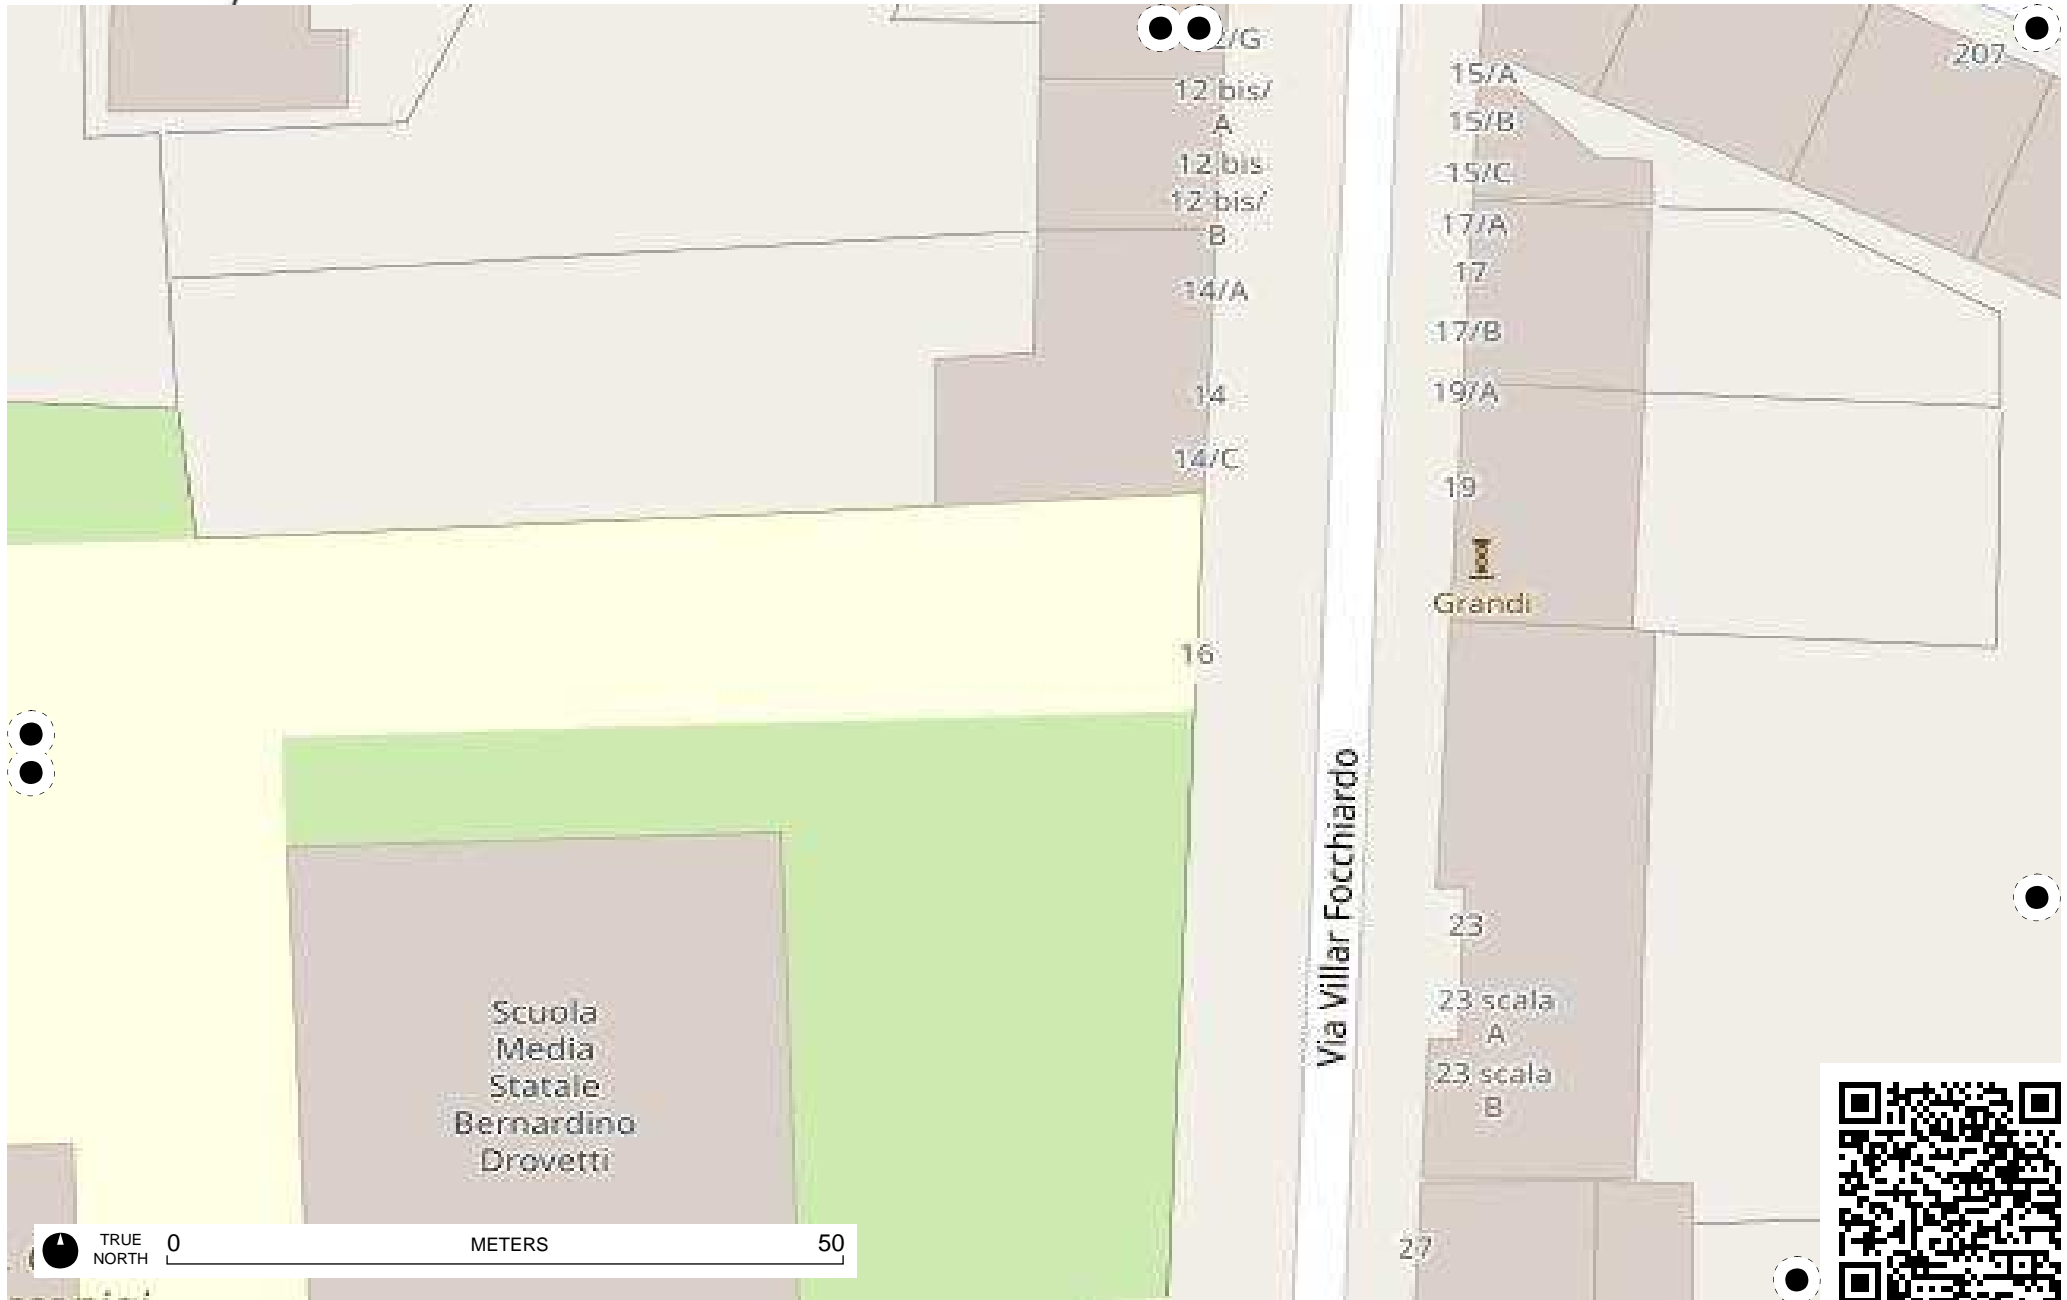 2/G
12 bis/
A
12 bis
12 bis/
B
14/A
14
14/C
16
15/A
15/B
15/C
17/A
17
17/B
19/A
19
Grandi
207
23
23 scala
A
23 scala
B
27
Via Villar Focchiardo
Scuola
Media
Statale
Bernardino
Drovetti
TRUE
NORTH
0 METERS 50